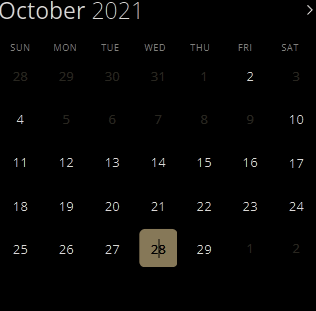 October 2021
SUN MON TUE WED THU FRI SAT
28 29 30 31 1 2 3
4 5 6 7 8 9 10
11 12 13 14 15 16 17
18 19 20 21 22 23 24
25 26 27 28 29 1 2